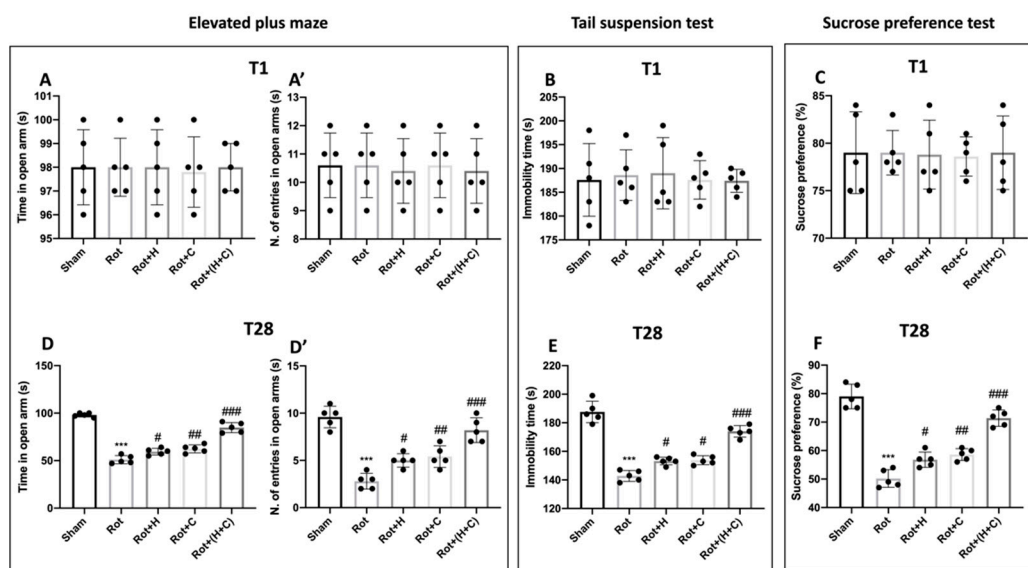 Elevated plus maze
Tail suspension test
Sucrose preference test
T1
A
Time in open arm (s)
100
99
98
97
96
95
Sham
Rot
Rot+H
Rot+C
Rot+(H+C)
A'
N. of entries in open arms (s)
13
12
11
10
9
8
Sham
Rot
Rot+H
Rot+C
Rot+(H+C)
T1
B
Immobility time (s)
205
200
195
190
185
180
175
Sham
Rot
Rot+H
Rot+C
Rot+(H+C)
T1
C
Sucrose preference (%)
85
80
75
70
Sham
Rot
Rot+H
Rot+C
Rot+(H+C)
T28
D
Time in open arm (s)
150
100
50
0
***
#
##
###
Sham
Rot
Rot+H
Rot+C
Rot+(H+C)
D'
N. of entries in open arms (s)
15
10
5
0
***
#
##
###
Sham
Rot
Rot+H
Rot+C
Rot+(H+C)
T28
E
Immobility time (s)
220
200
180
160
140
120
***
#
#
###
Sham
Rot
Rot+H
Rot+C
Rot+(H+C)
T28
F
Sucrose preference (%)
90
80
70
60
50
40
***
#
##
###
Sham
Rot
Rot+H
Rot+C
Rot+(H+C)